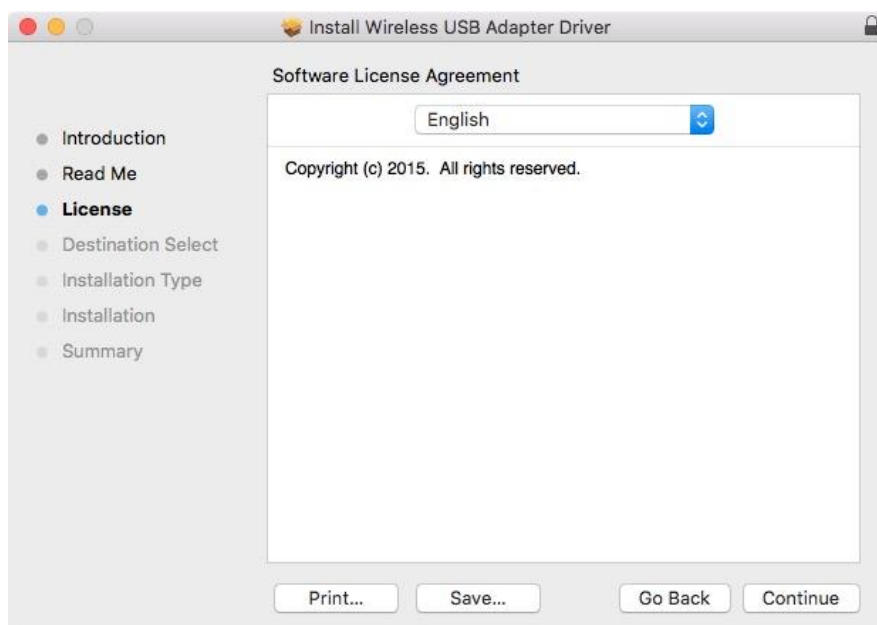 Install Wireless USB Adapter Driver
Software License Agreement
Introduction
Read Me
License
Destination Select
Installation Type
Installation
Summary
English
Copyright (c) 2015. All rights reserved.
Print...
Save...
Go Back
Continue